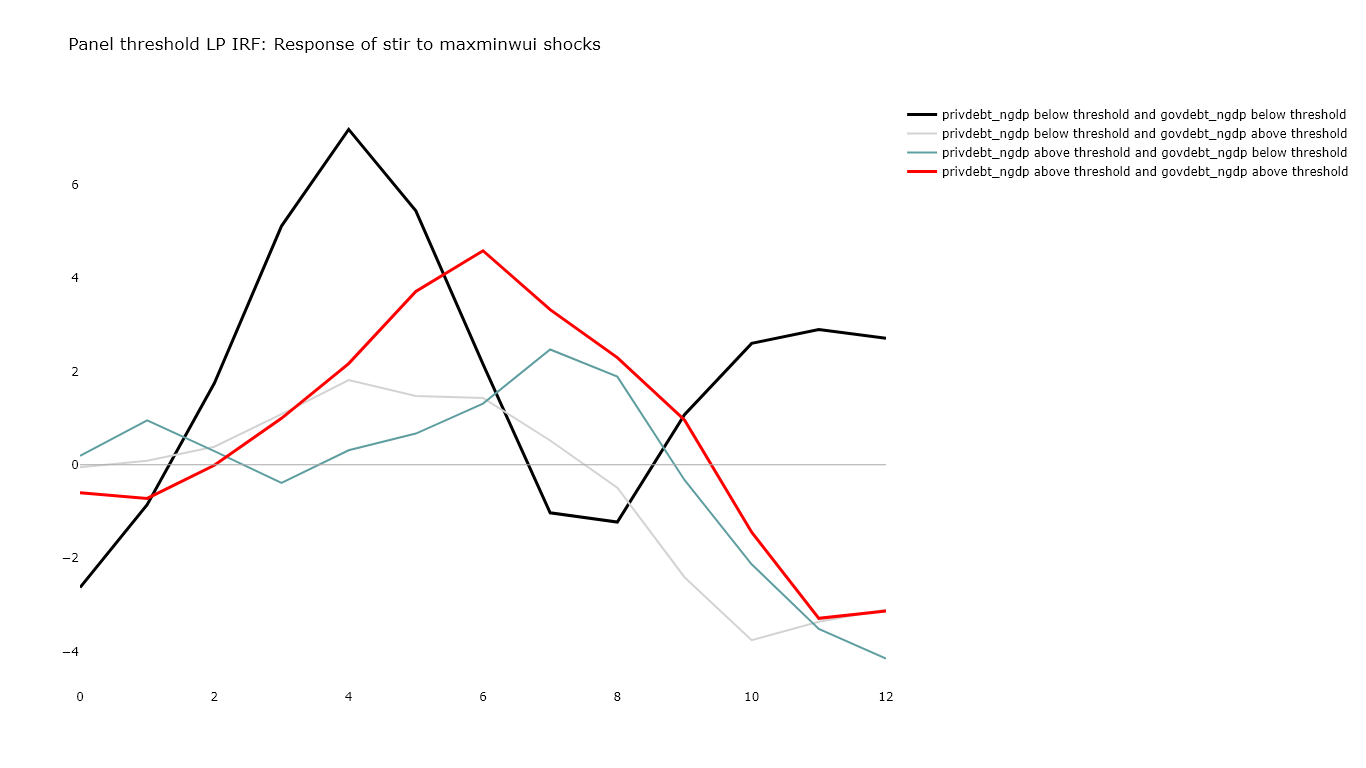 Panel threshold LP IRF: Response of stir to maxminwui shocks
privdebt_ngdp below threshold and govdebt_ngdp below threshold
privdebt_ngdp below threshold and govdebt_ngdp above threshold
privdebt_ngdp above threshold and govdebt_ngdp below threshold
privdebt_ngdp above threshold and govdebt_ngdp above threshold
6
4
2
0
−2
−4
0 2 4 6 8 10 12